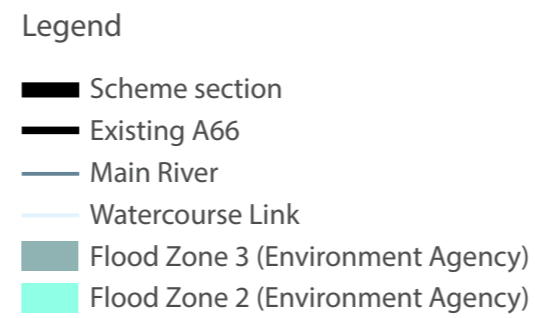 Legend
Scheme section
Existing A66
Main River
Watercourse Link
Flood Zone 3 (Environment Agency)
Flood Zone 2 (Environment Agency)